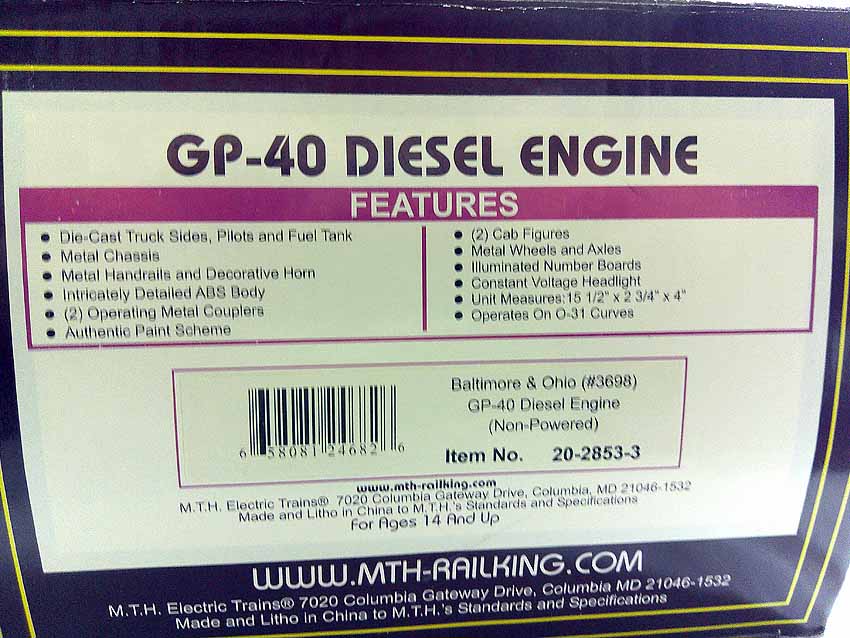 GP-40 DIESEL ENGINE
FEATURES
Die-Cast Truck Sides, Pilots and Fuel Tank
Metal Chassis
Metal Handrails and Decorative Horn
Intricately Detailed ABS Body
(2) Operating Metal Couplers
Authentic Paint Scheme
(2) Cab Figures
Metal Wheels and Axles
Illuminated Number Boards
Constant Voltage Headlight
Unit Measures:15 1/2" x 2 3/4" x 4"
Operates On O-31 Curves
6 58081 24682 6
Baltimore & Ohio (#3698)
GP-40 Diesel Engine
(Non-Powered)
Item No. 20-2853-3
www.mth-railking.com
M.T.H. Electric Trains® 7020 Columbia Gateway Drive, Columbia, MD 21046-1532
Made and Litho in China to M.T.H.'s Standards and Specifications
For Ages 14 And Up
WWW.MTH-RAILKING.COM
M.T.H. Electric Trains® 7020 Columbia Gateway Drive, Columbia MD 21046-1532
Made and Litho in China to M.T.H.'s Standards and Specifications